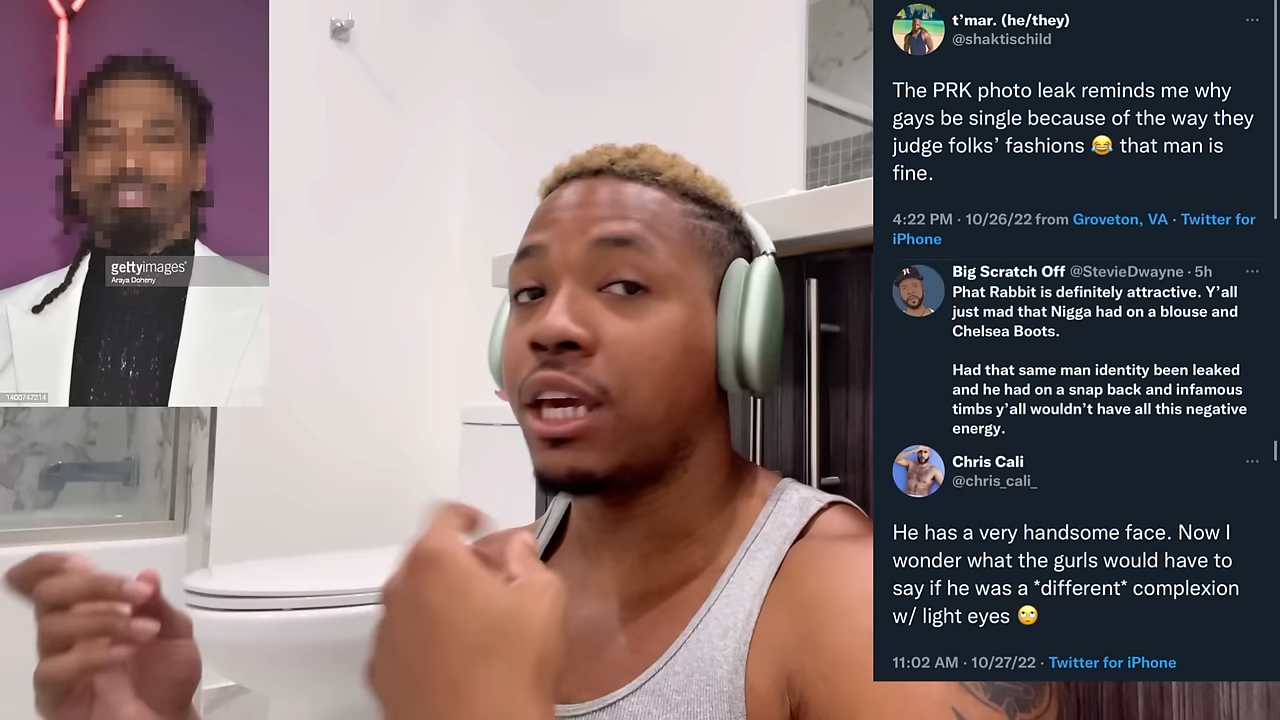 gettyimages®
Araya Doheny
1400747214
t’mar. (he/they)
@shaktischild
The PRK photo leak reminds me why
gays be single because of the way they
judge folks’ fashions 😂 that man is
fine.
4:22 PM · 10/26/22 from Groveton, VA · Twitter for
iPhone
Big Scratch Off @StevieDwayne · 5h
Phat Rabbit is definitely attractive. Y’all
just mad that Nigga had on a blouse and
Chelsea Boots.
Had that same man identity been leaked
and he had on a snap back and infamous
timbs y’all wouldn’t have all this negative
energy.
Chris Cali
@chris_cali_
He has a very handsome face. Now I
wonder what the gurls would have to
say if he was a *different* complexion
w/ light eyes 🙄
11:02 AM · 10/27/22 · Twitter for iPhone